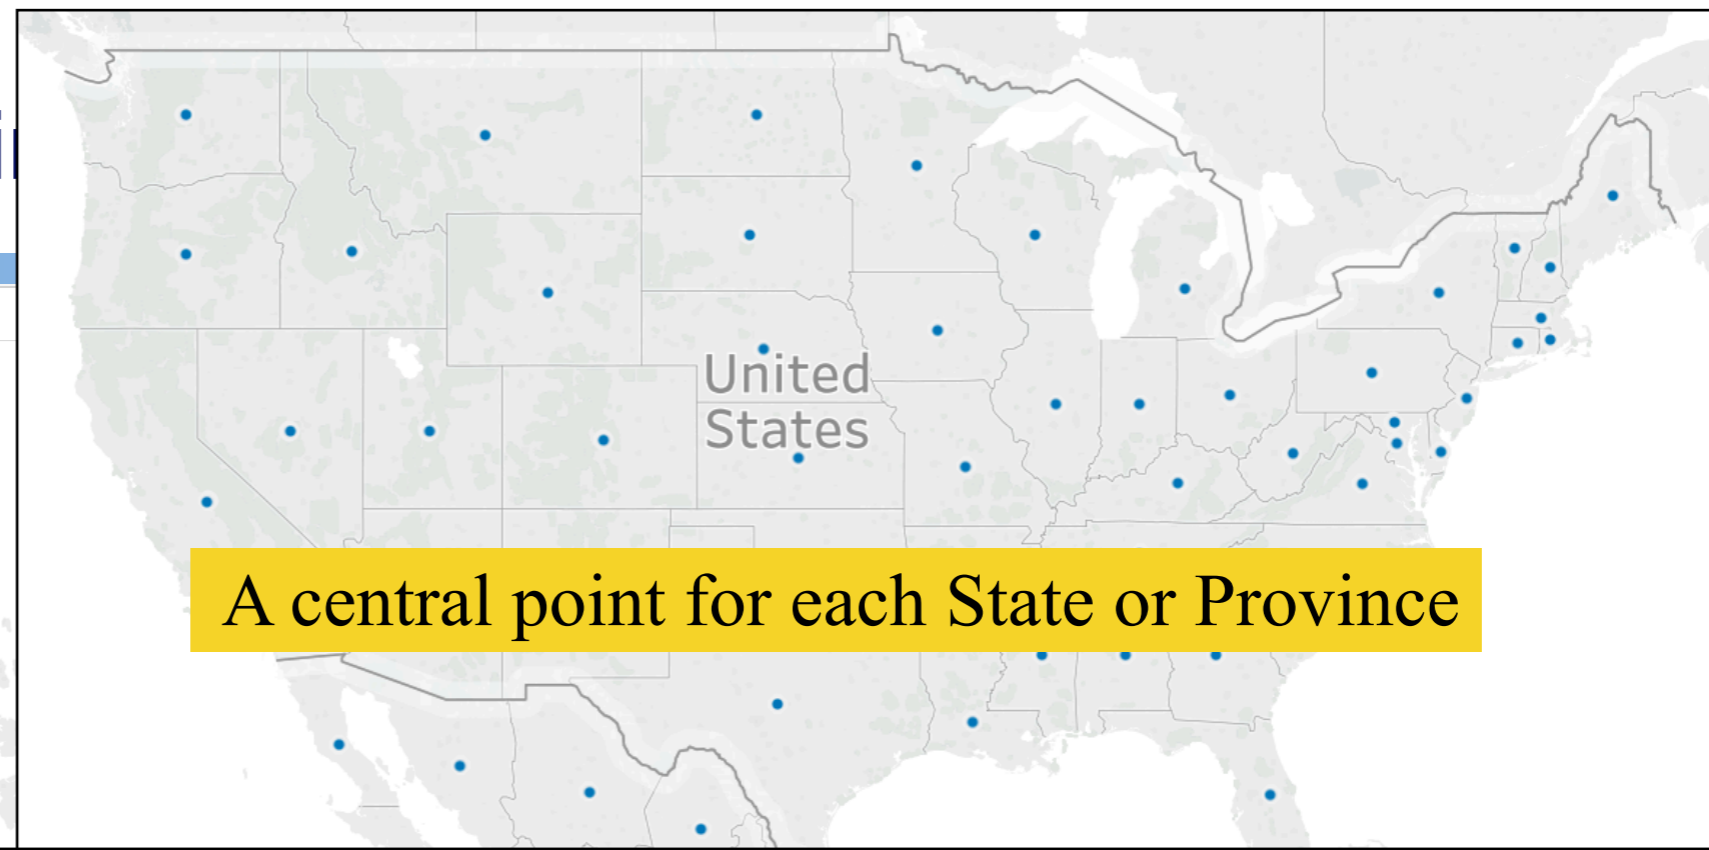 United
States
A central point for each State or Province